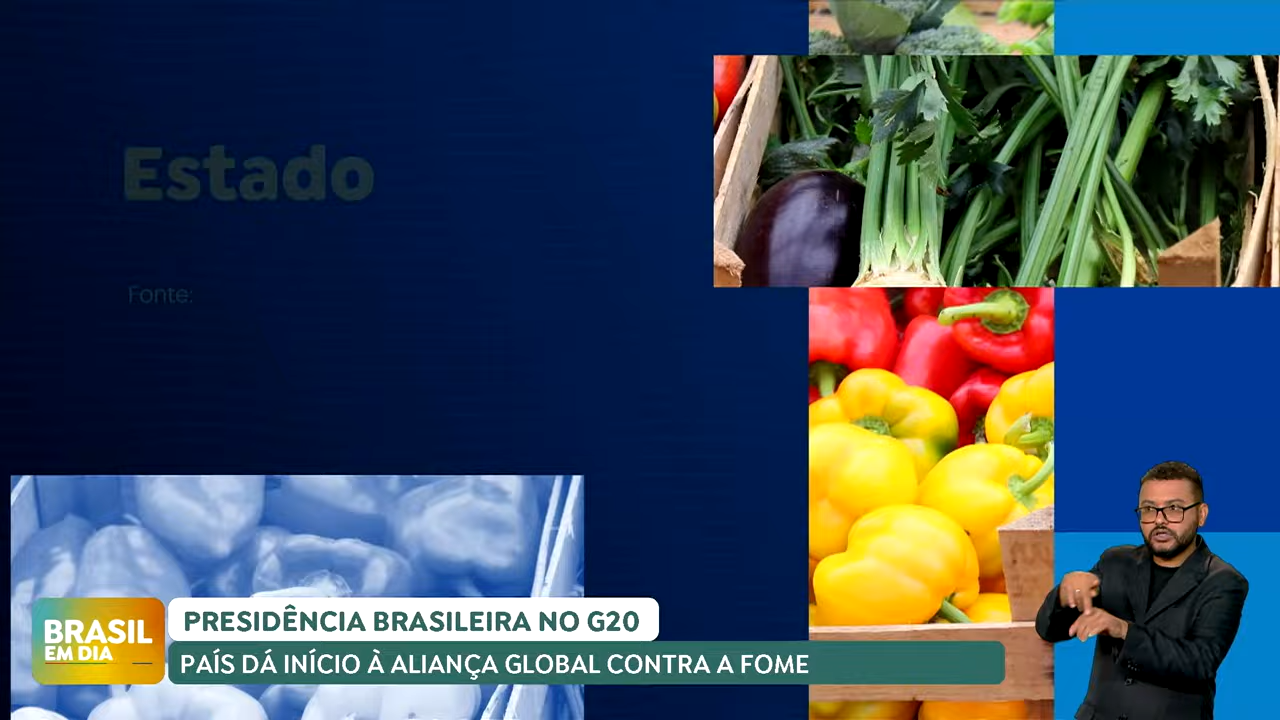 Estado
Fonte:
BRASIL
EM DIA
PRESIDÊNCIA BRASILEIRA NO G20
PAÍS DÁ INÍCIO À ALIANÇA GLOBAL CONTRA A FOME